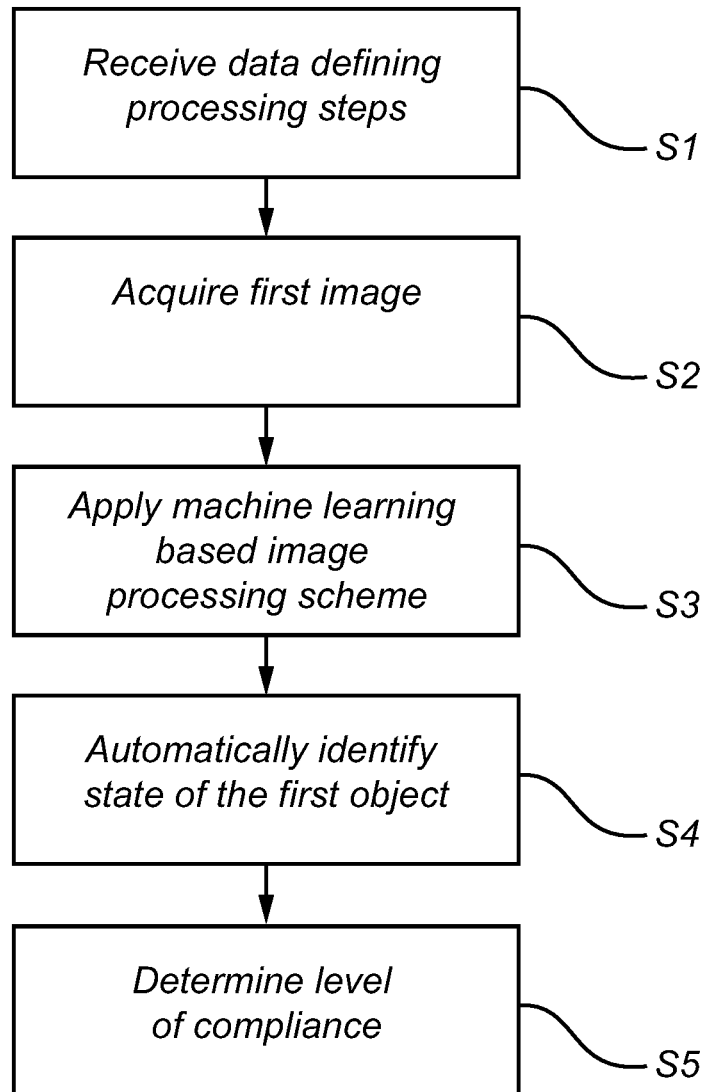 Receive data defining
processing steps
S1
Acquire first image
S2
Apply machine learning
based image
processing scheme
S3
Automatically identify
state of the first object
S4
Determine level
of compliance
S5